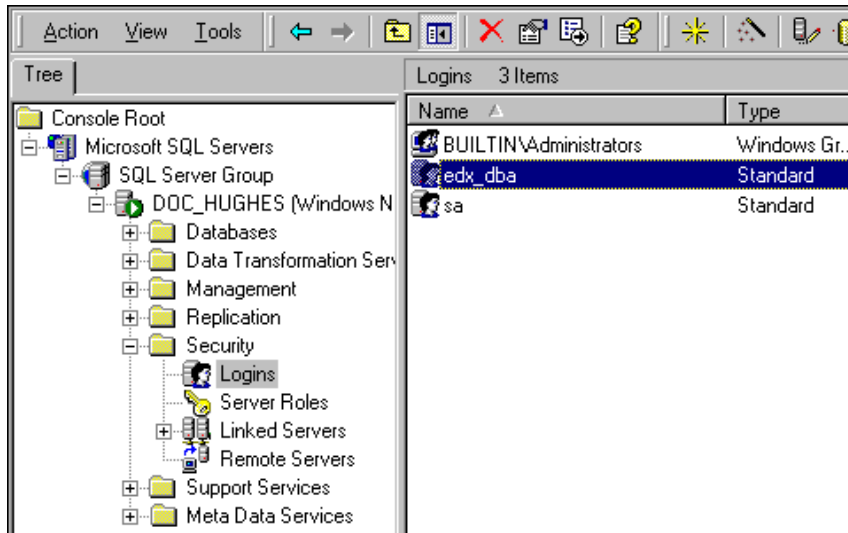 Action View Tools
Tree
Logins 3 Items
Console Root
Microsoft SQL Servers
SQL Server Group
DOC_HUGHES (Windows N
Databases
Data Transformation Serv
Management
Replication
Security
Logins
Server Roles
Linked Servers
Remote Servers
Support Services
Meta Data Services
Name Type
BUILTIN\Administrators Windows Gr...
edx_dba Standard
sa Standard